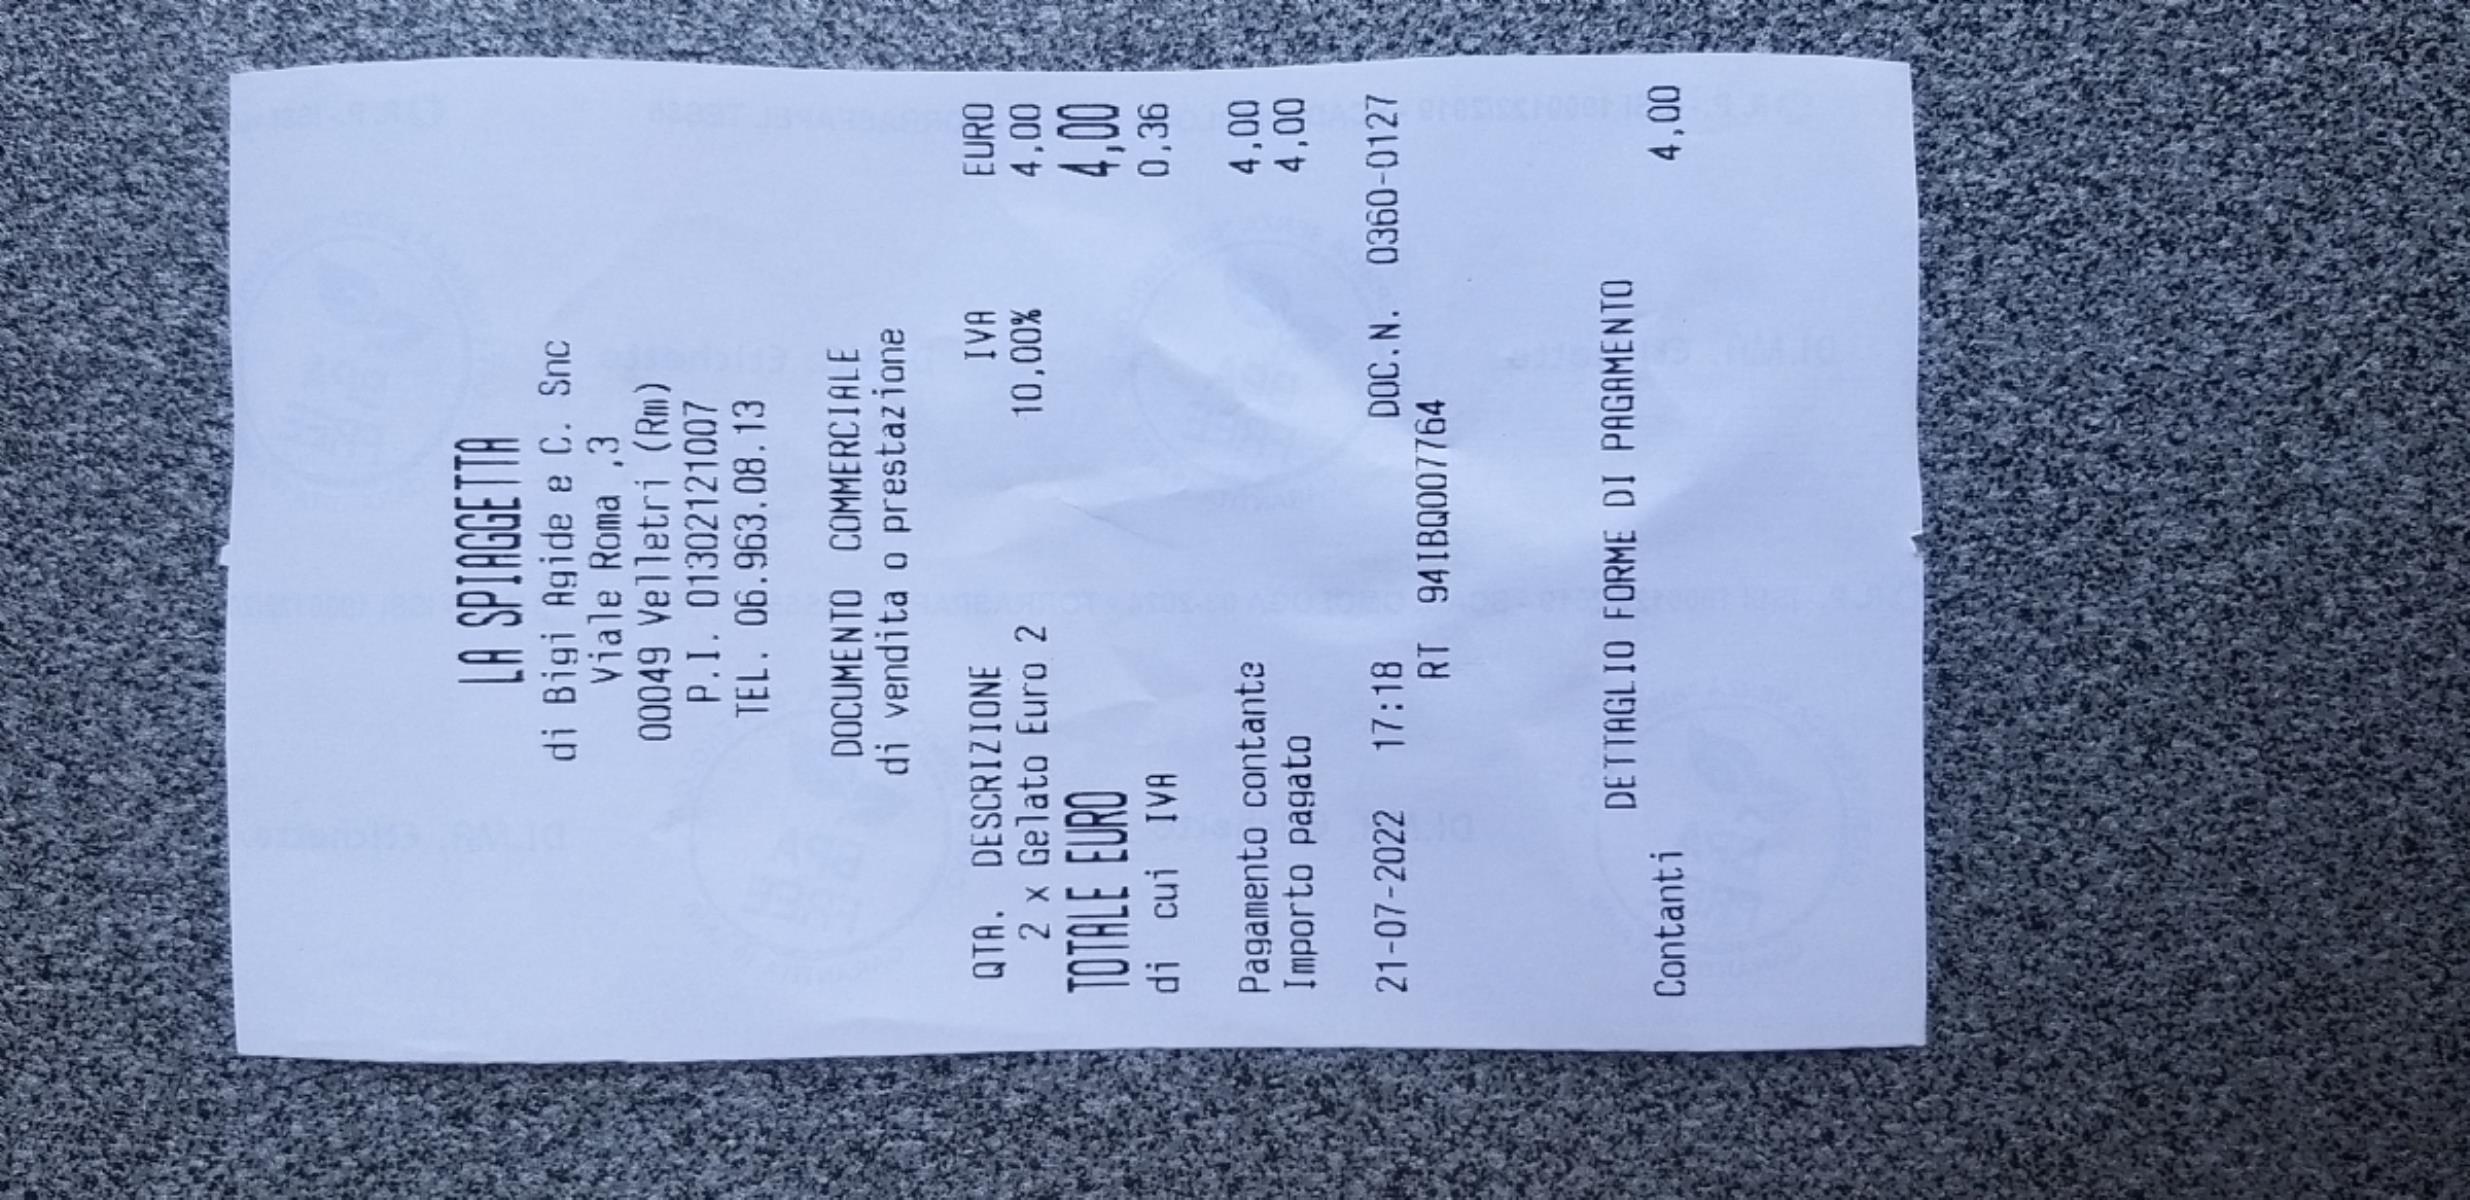 LA SPIAGGETTA
di Bigi Agide e C. Snc
Viale Roma ,3
00049 Velletri (Rm)
P.I. 01302121007
TEL. 06.963.08.13
DOCUMENTO COMMERCIALE
di vendita o prestazione
QTA. DESCRIZIONE IVA EURO
2 x Gelato Euro 2 10,00% 4,00
TOTALE EURO 4,00
di cui IVA 0,36
Pagamento contante 4,00
Importo pagato 4,00
21-07-2022 17:18 DOC.N. 0360-0127
RT 94IBQ007764
DETTAGLIO FORME DI PAGAMENTO
Contanti 4,00